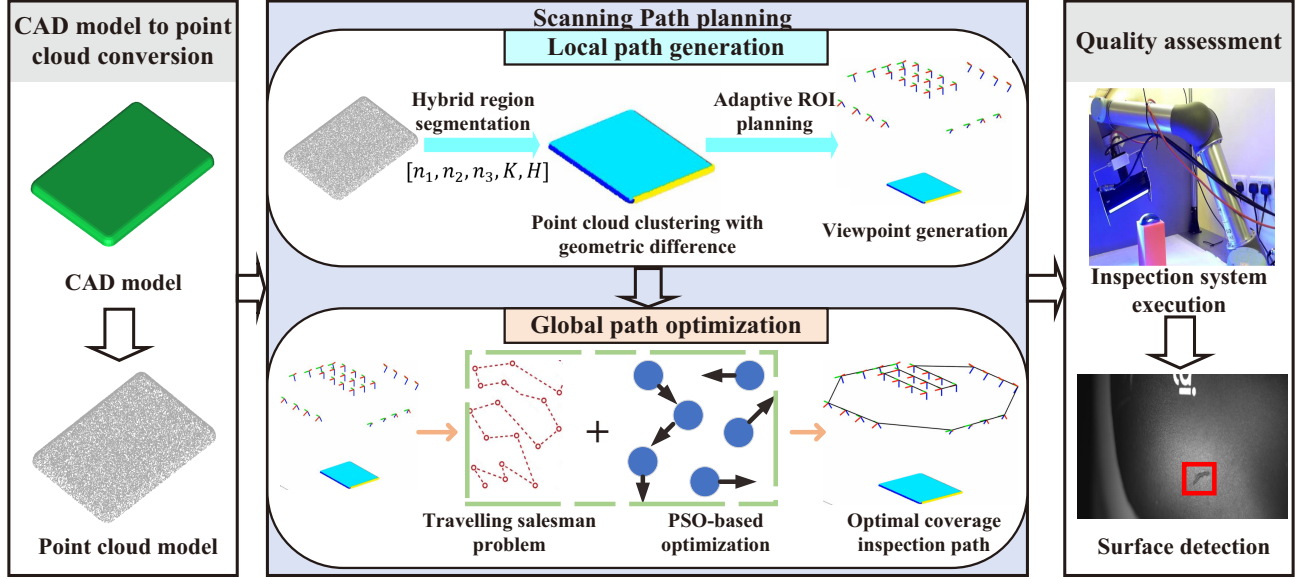 CAD model to point
cloud conversion
CAD model
Point cloud model
Scanning Path planning
Local path generation
Hybrid region
segmentation
[n₁, n₂, n₃, K, H]
Point cloud clustering with
geometric difference
Adaptive ROI
planning
Viewpoint generation
Global path optimization
Travelling salesman
problem
+
PSO-based
optimization
Optimal coverage
inspection path
Quality assessment
Inspection system
execution
Surface detection